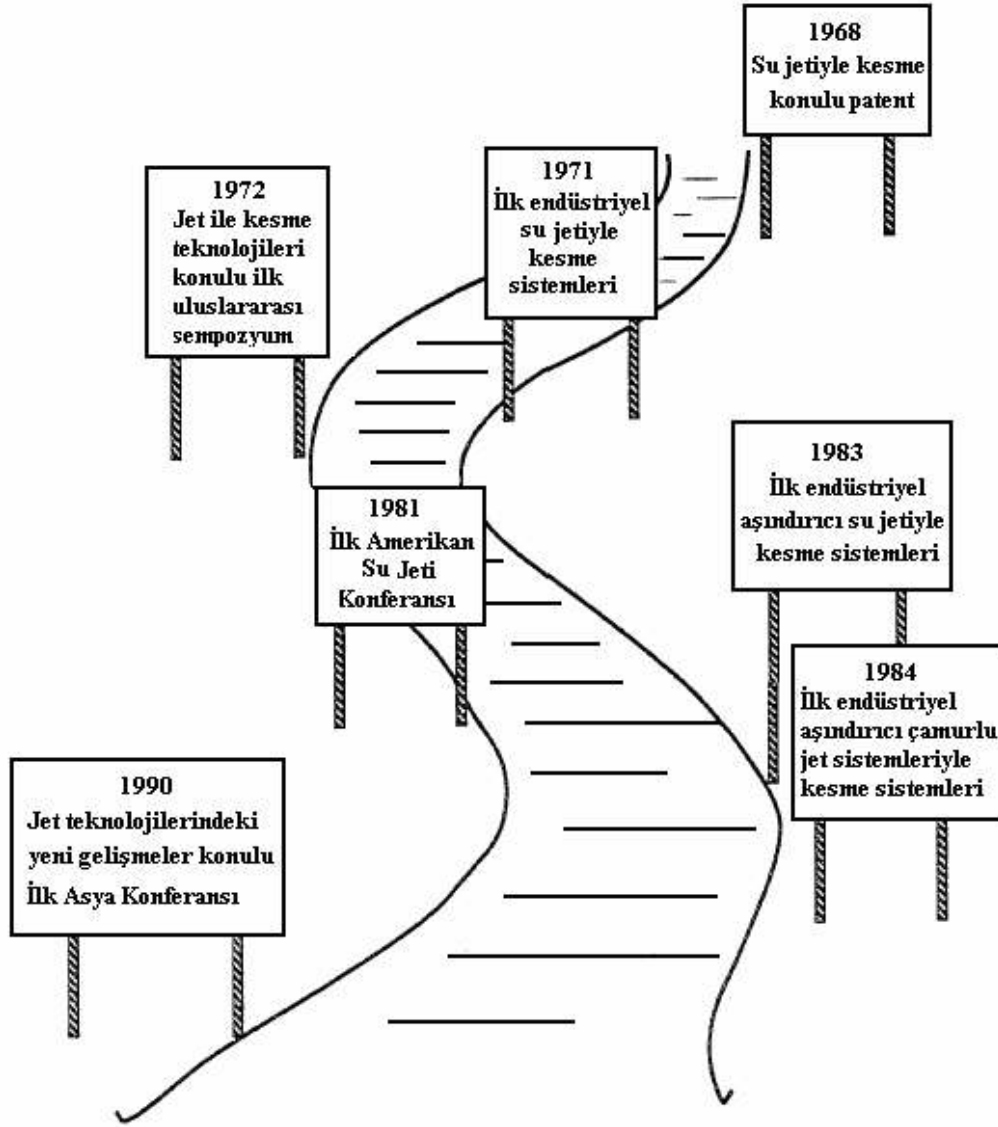 1968
Su jetiyle kesme
konulu patent
1971
İlk endüstriyel
su jetiyle
kesme
sistemleri
1972
Jet ile kesme
teknolojileri
konulu ilk
uluslararası
sempozyum
1981
İlk Amerikan
Su Jeti
Konferansı
1983
İlk endüstriyel
aşındırıcı su jetiyle
kesme sistemleri
1984
İlk endüstriyel
aşındırıcı çamurlu
jet sistemleriyle
kesme sistemleri
1990
Jet teknolojilerindeki
yeni gelişmeler konulu
İlk Asya Konferansı